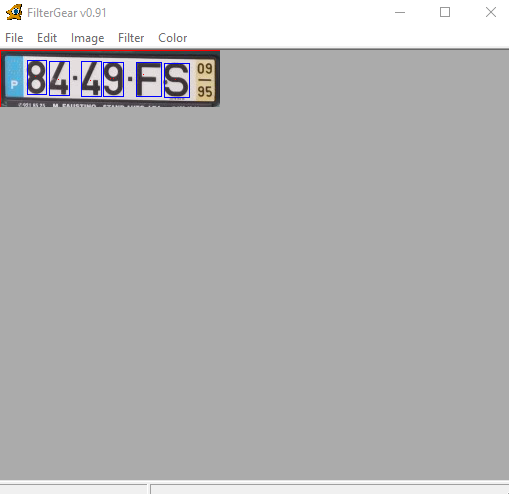 FilterGear v0.91
File Edit Image Filter Color
P 84·49·FS 09 95